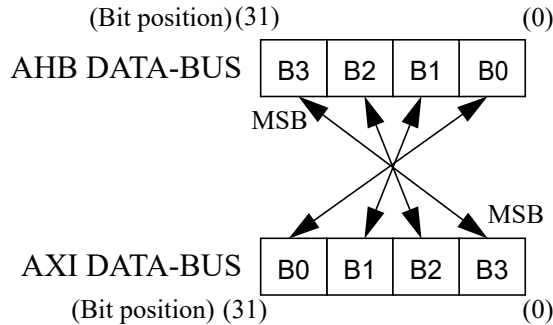 (Bit position) (31) (0)
AHB DATA-BUS B3 B2 B1 B0
MSB
MSB
AXI DATA-BUS B0 B1 B2 B3
(Bit position) (31) (0)